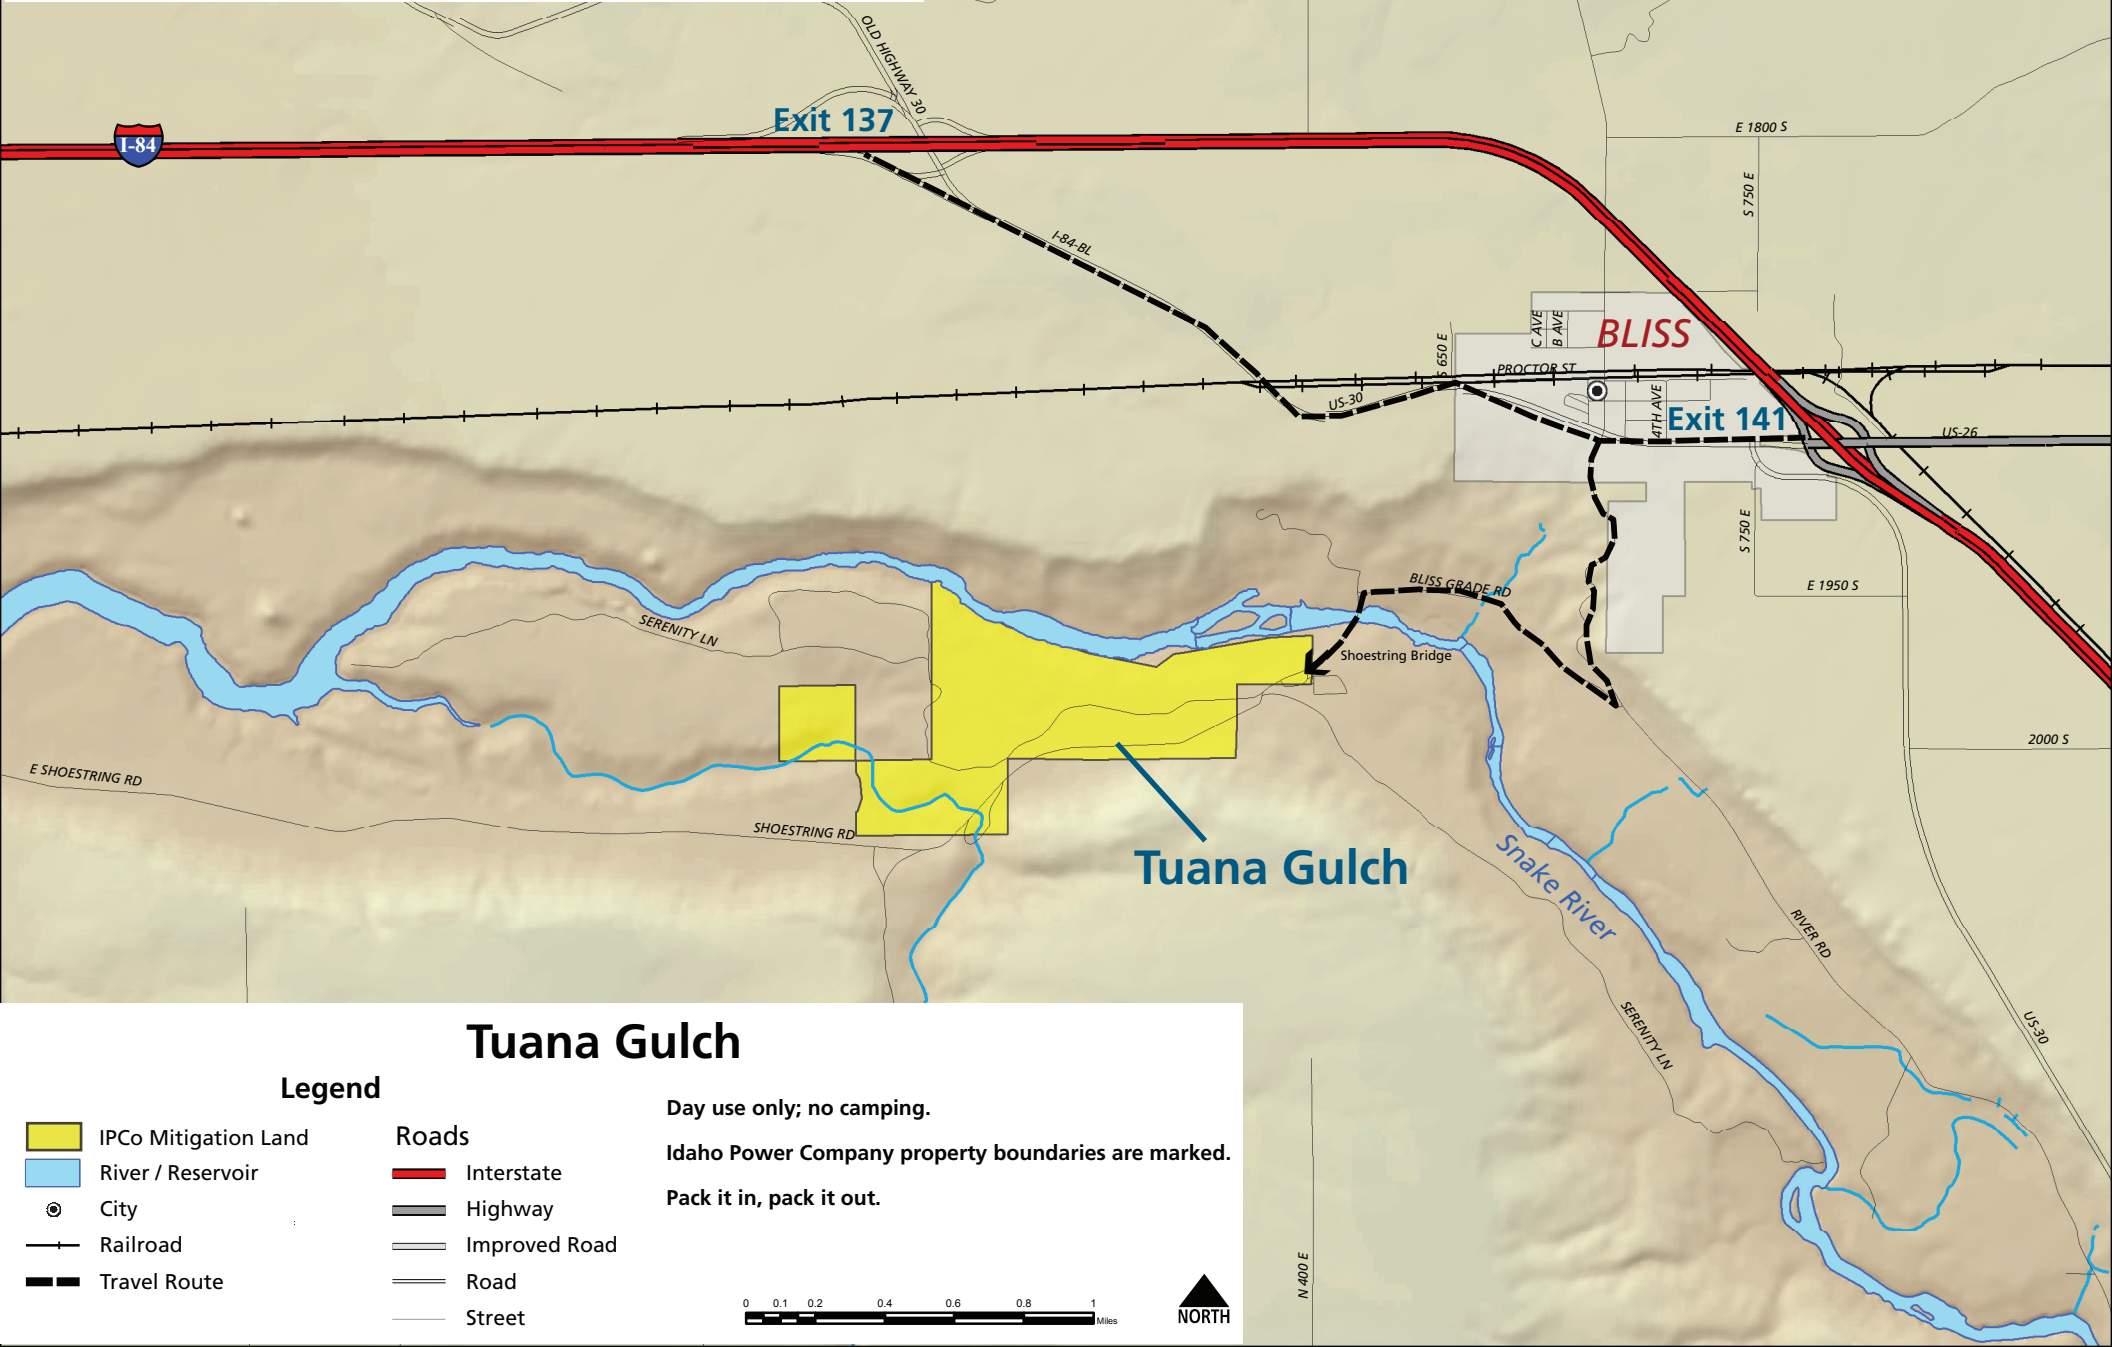 OLD HIGHWAY 30
Exit 137
I-84
E 1800 S
S 750 E
I-84-BL
C AVE
B AVE
BLISS
S 650 E
PROCTOR ST
US-30
4TH AVE
Exit 141
US-26
S 750 E
E 1950 S
BLISS GRADE RD
SERENITY LN
Shoestring Bridge
2000 S
E SHOESTRING RD
SHOESTRING RD
Tuana Gulch
Snake River
RIVER RD
SERENITY LN
US-30
N 400 E
Tuana Gulch
Legend
IPCo Mitigation Land
River / Reservoir
City
Railroad
Travel Route
Roads
Interstate
Highway
Improved Road
Road
Street
Day use only; no camping.
Idaho Power Company property boundaries are marked.
Pack it in, pack it out.
0 0.1 0.2 0.4 0.6 0.8 1
Miles
NORTH